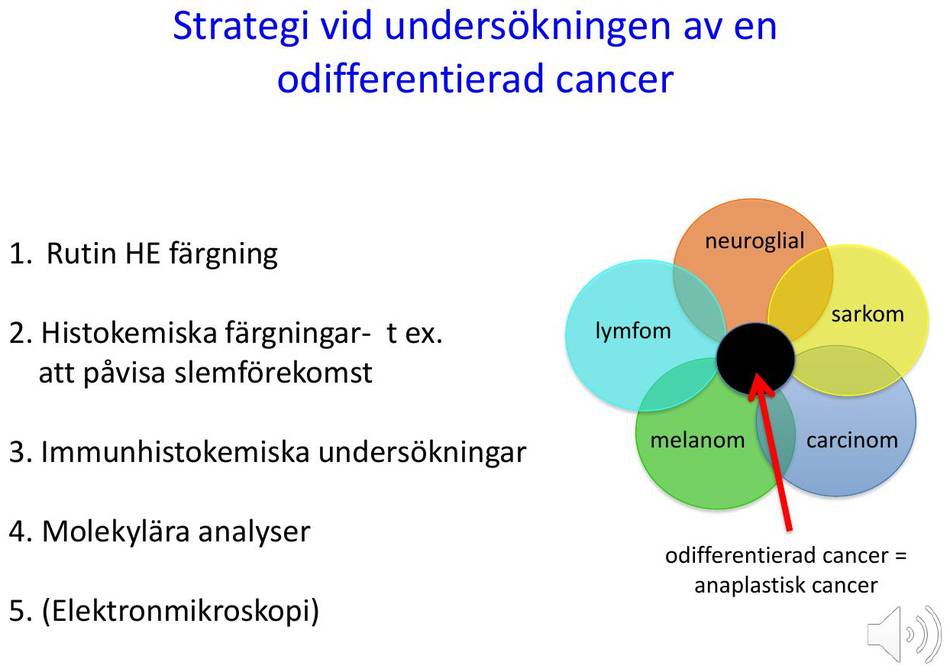 Strategi vid undersökningen av en
odifferentierad cancer
1. Rutin HE färgning
2. Histokemiska färgningar- t ex.
att påvisa slemförekomst
3. Immunhistokemiska undersökningar
4. Molekylära analyser
5. (Elektronmikroskopi)
neuroglial
sarkom
lymfom
melanom
carcinom
odifferentierad cancer =
anaplastisk cancer